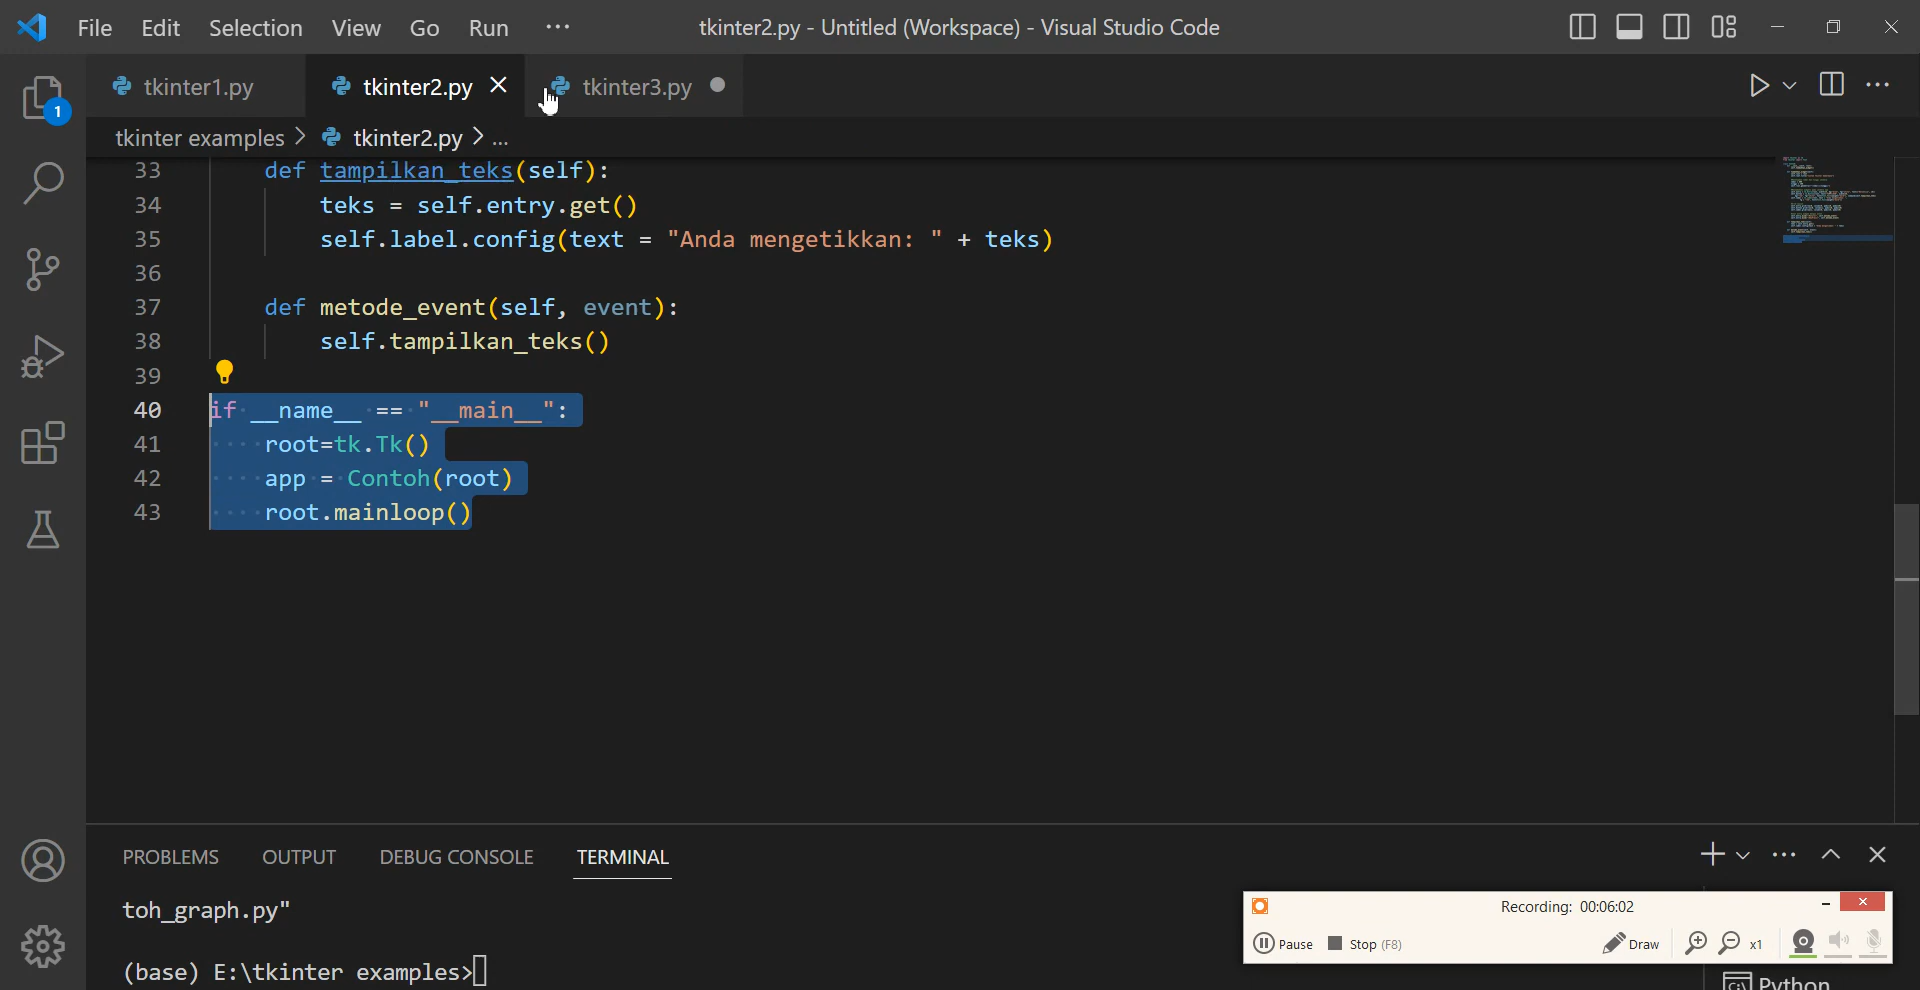 File Edit Selection View Go Run ···
tkinter2.py - Untitled (Workspace) - Visual Studio Code
1
tkinter1.py
tkinter2.py
tkinter3.py
tkinter examples > tkinter2.py > ...
33 def tampilkan_teks(self):
34 teks = self.entry.get()
35 self.label.config(text = "Anda mengetikkan: " + teks)
36
37 def metode_event(self, event):
38 self.tampilkan_teks()
39
40 if __name__ == "__main__":
41 root=tk.Tk()
42 app = Contoh(root)
43 root.mainloop()
PROBLEMS OUTPUT DEBUG CONSOLE TERMINAL
toh_graph.py"
(base) E:\tkinter examples>
Recording: 00:06:02
Pause Stop (F8) Draw x1
Python